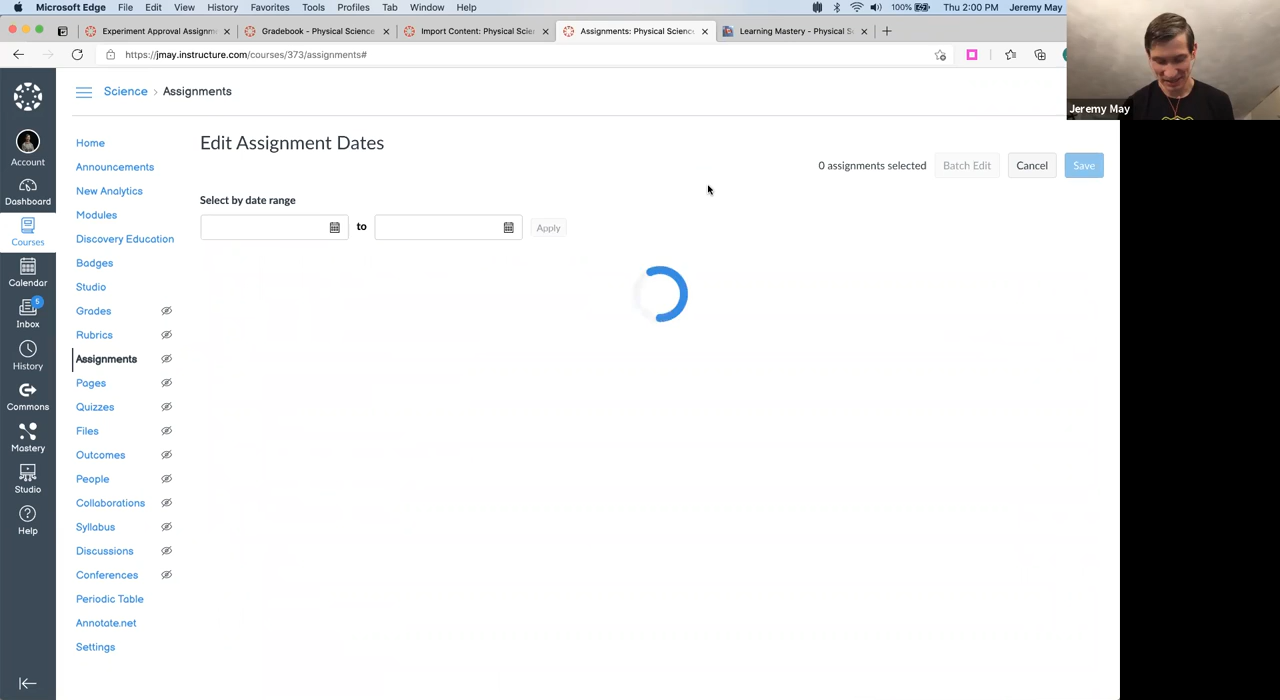 Microsoft Edge File Edit View History Favorites Tools Profiles Tab Window Help 100% Thu 2:00 PM Jeremy May
Experiment Approval Assignm Gradebook - Physical Science Import Content: Physical Scien Assignments: Physical Science Learning Mastery - Physical S
https://jmay.instructure.com/courses/373/assignments#
Jeremy May
Science > Assignments
Account
Dashboard
Courses
Calendar
5
Inbox
History
Commons
Mastery
Studio
Help
Home
Announcements
New Analytics
Modules
Discovery Education
Badges
Studio
Grades
Rubrics
Assignments
Pages
Quizzes
Files
Outcomes
People
Collaborations
Syllabus
Discussions
Conferences
Periodic Table
Annotate.net
Settings
Edit Assignment Dates
0 assignments selected Batch Edit Cancel Save
Select by date range
to Apply